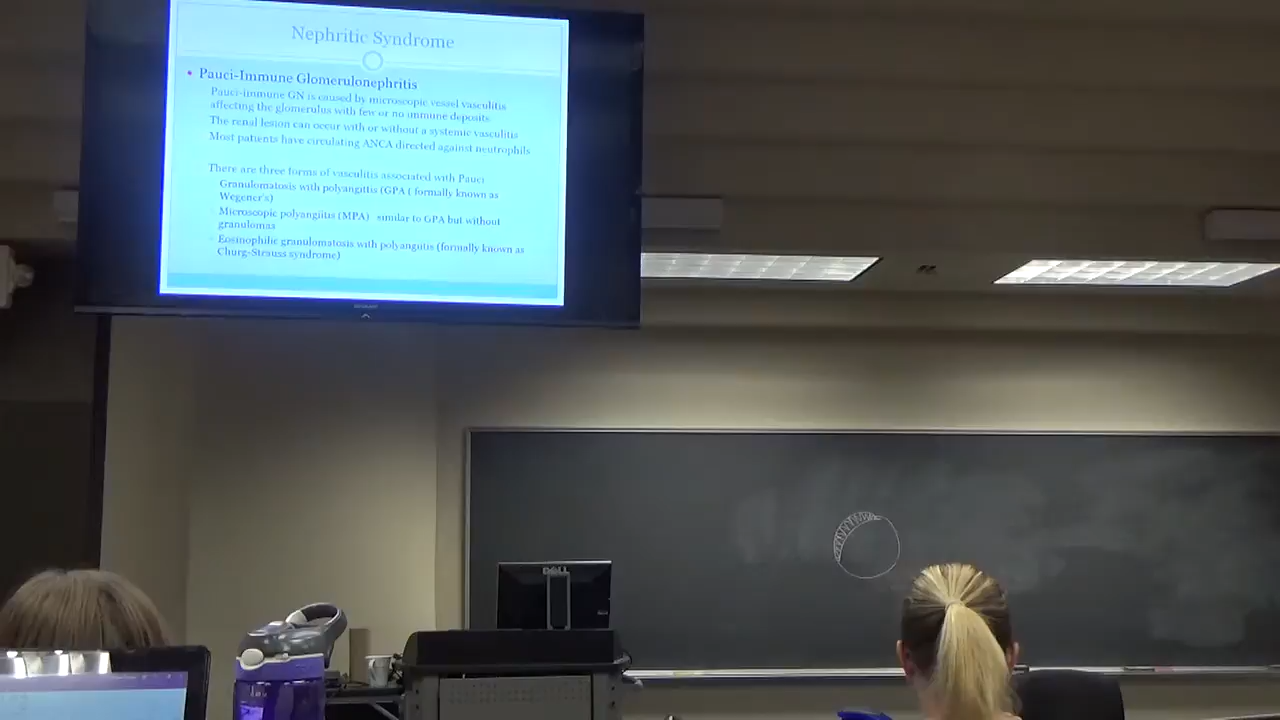 Nephritic Syndrome
Pauci-Immune Glomerulonephritis
Pauci-immune GN is caused by microscopic vessel vasculitis
affecting the glomerulus with few or no immune deposits
The renal lesion can occur with or without a systemic vasculitis
Most patients have circulating ANCA directed against neutrophils
There are three forms of vasculitis associated with Pauci
Granulomatosis with polyangitis (GPA ( formally known as
Wegener's)
Microscopic polyangiitis (MPA) similar to GPA but without
granulomas
Eosinophilic granulomatosis with polyangitis (formally known as
Churg-Strauss syndrome)
DELL